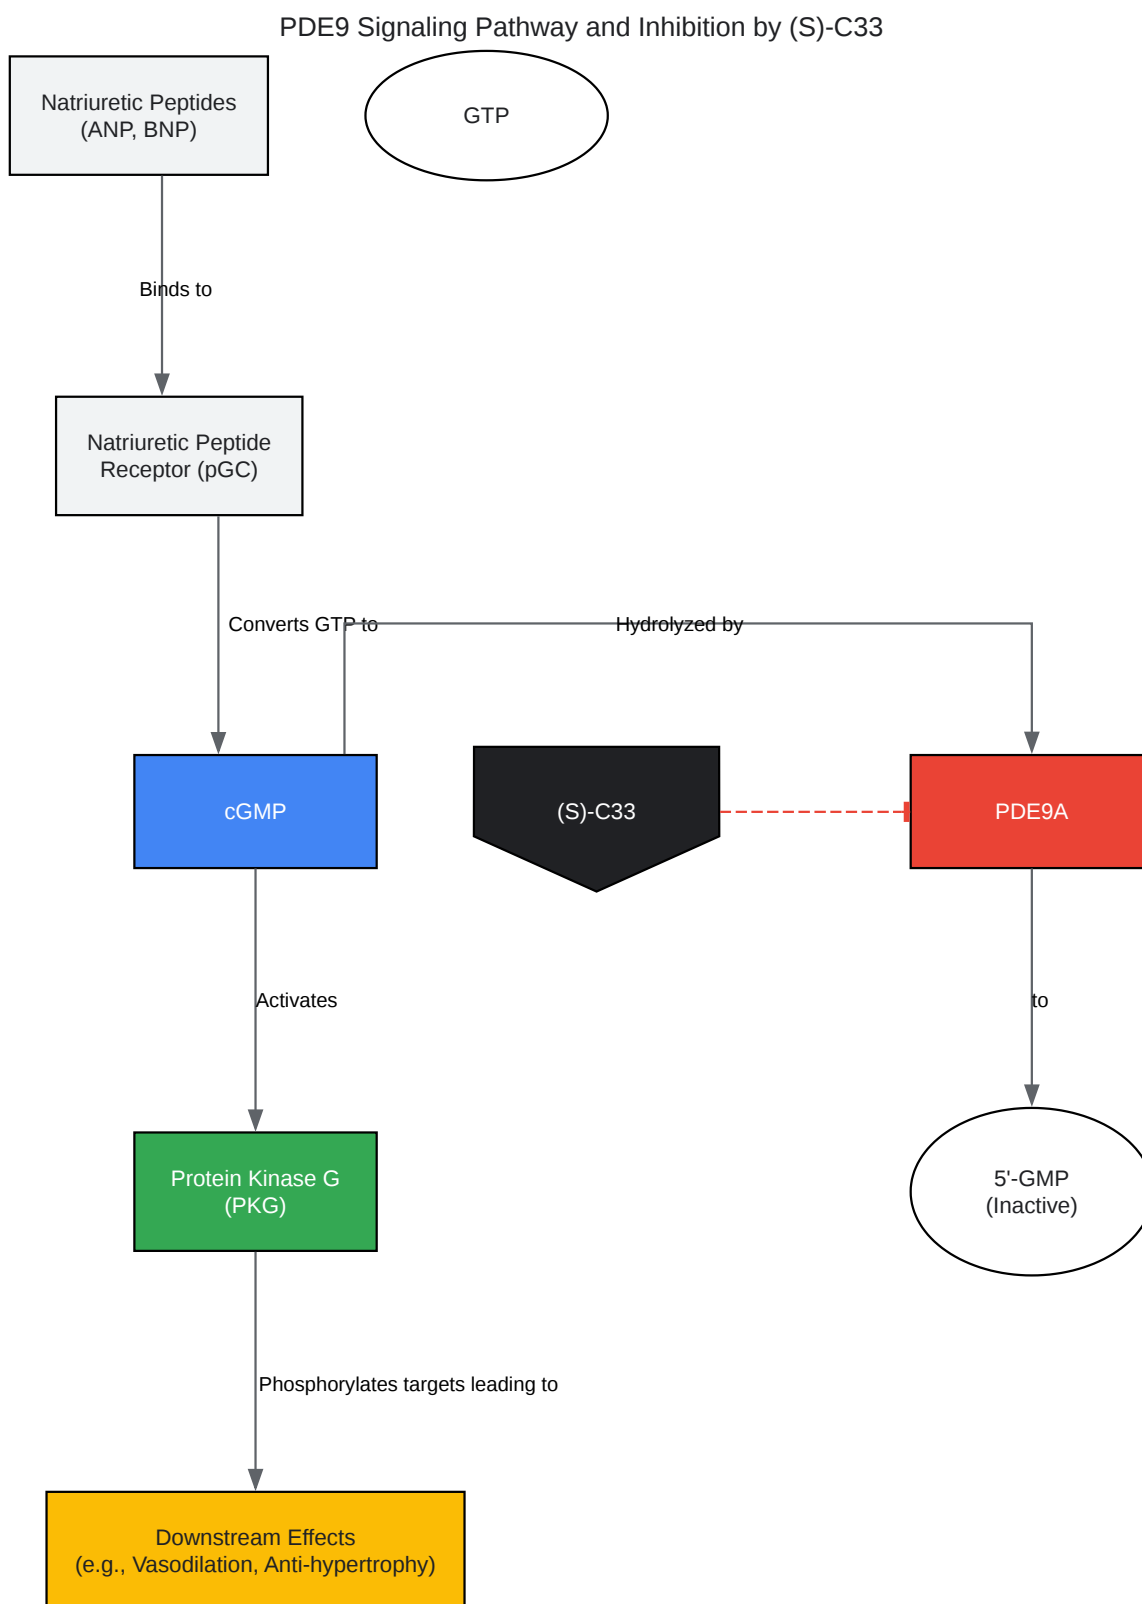 PDE9 Signaling Pathway and Inhibition by (S)-C33
Natriuretic Peptides
(ANP, BNP)
GTP
Binds to
Natriuretic Peptide
Receptor (pGC)
Converts GTP to
Hydrolyzed by
cGMP
(S)-C33
PDE9A
Activates
to
Protein Kinase G
(PKG)
5'-GMP
(Inactive)
Phosphorylates targets leading to
Downstream Effects
(e.g., Vasodilation, Anti-hypertrophy)